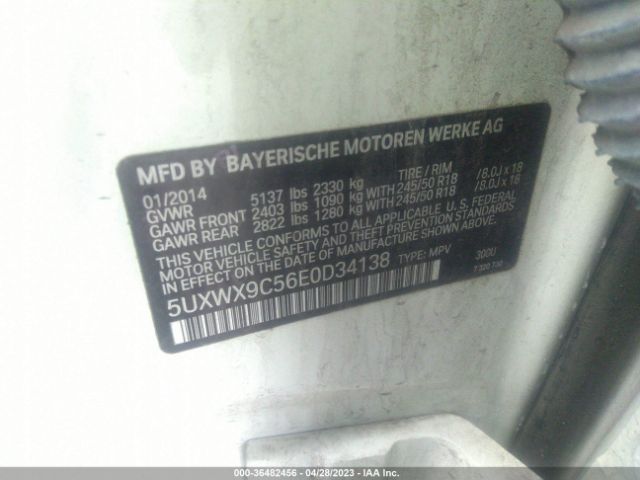 MFD BY BAYERISCHE MOTOREN WERKE AG
01/2014 5137 lbs 2330 kg TIRE / RIM
GVWR
GAWR FRONT 2403 lbs 1090 kg WITH 245/50 R18 /8.0J x 18
GAWR REAR 2822 lbs 1280 kg WITH 245/50 R18 /8.0J x 18
THIS VEHICLE CONFORMS TO ALL APPLICABLE U. S. FEDERAL
MOTOR VEHICLE SAFETY AND THEFT PREVENTION STANDARDS
IN EFFECT ON THE DATE OF MANUFACTURE SHOWN ABOVE.
5UXWX9C56E0D34138 TYPE: MPV 300U
7 320 730
000-36482456 - 04/28/2023 - IAA Inc.